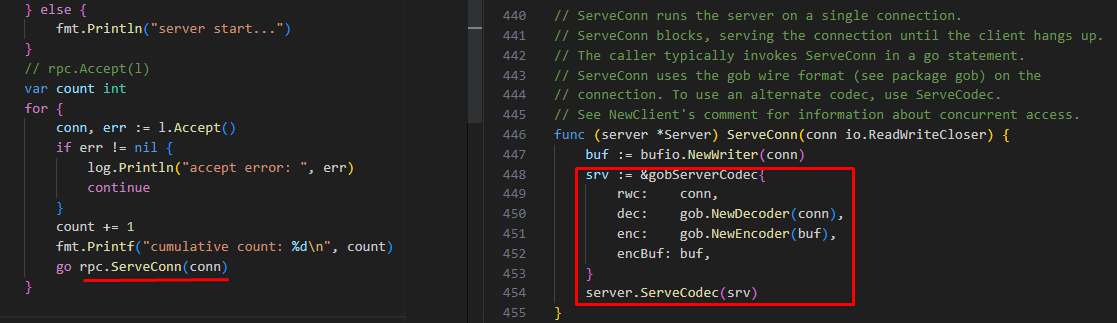 } else {
fmt.Println("server start...")
}
// rpc.Accept(l)
var count int
for {
conn, err := l.Accept()
if err != nil {
log.Println("accept error: ", err)
continue
}
count += 1
fmt.Printf("cumulative count: %d\n", count)
go rpc.ServeConn(conn)
}
440 // ServeConn runs the server on a single connection.
441 // ServeConn blocks, serving the connection until the client hangs up.
442 // The caller typically invokes ServeConn in a go statement.
443 // ServeConn uses the gob wire format (see package gob) on the
444 // connection. To use an alternate codec, use ServeCodec.
445 // See NewClient's comment for information about concurrent access.
446 func (server *Server) ServeConn(conn io.ReadWriteCloser) {
447 buf := bufio.NewWriter(conn)
448 srv := &gobServerCodec{
449 rwc: conn,
450 dec: gob.NewDecoder(conn),
451 enc: gob.NewEncoder(buf),
452 encBuf: buf,
453 }
454 server.ServeCodec(srv)
455 }